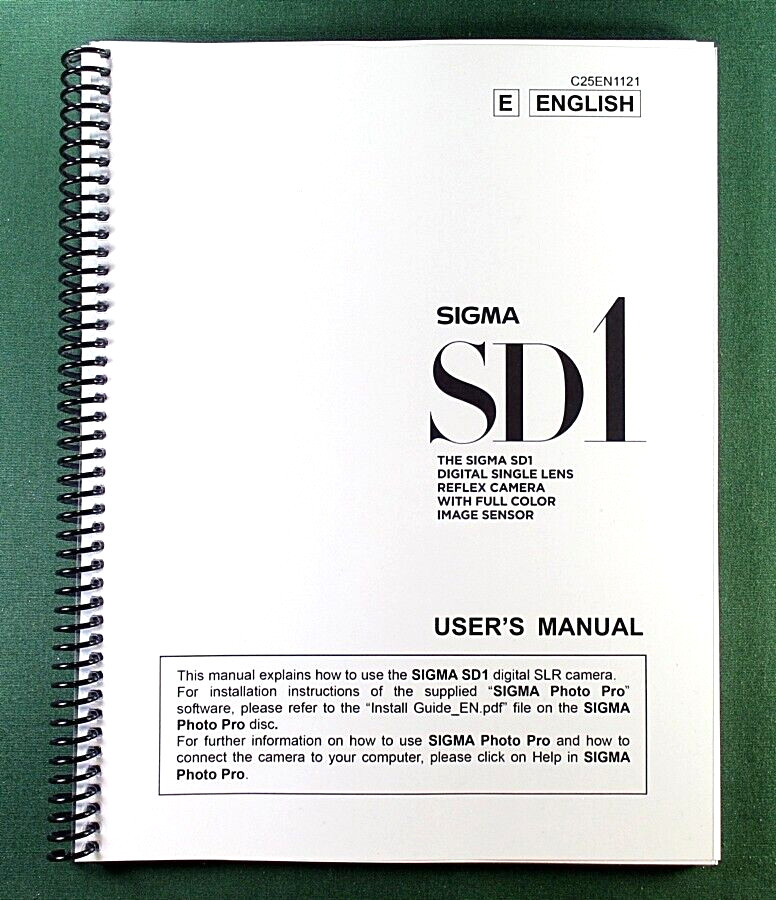 C25EN1121
E ENGLISH
SIGMA
SD1
THE SIGMA SD1
DIGITAL SINGLE LENS
REFLEX CAMERA
WITH FULL COLOR
IMAGE SENSOR
USER'S MANUAL
This manual explains how to use the SIGMA SD1 digital SLR camera.
For installation instructions of the supplied “SIGMA Photo Pro”
software, please refer to the “Install Guide_EN.pdf” file on the SIGMA
Photo Pro disc.
For further information on how to use SIGMA Photo Pro and how to
connect the camera to your computer, please click on Help in SIGMA
Photo Pro.